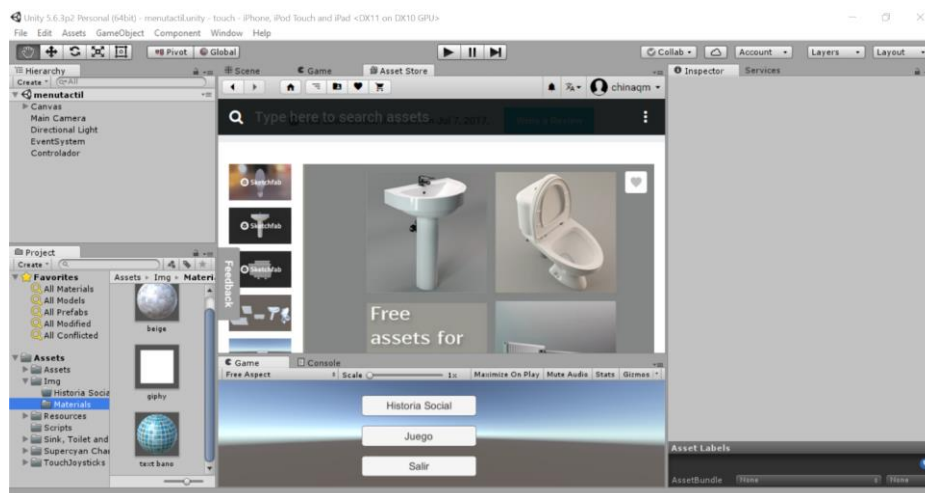 Unity 5.6.3p2 Personal (64bit) - menutactil.unity - touch - iPhone, iPod Touch and iPad <DX11 on DX10 GPU>
File Edit Assets GameObject Component Window Help
Pivot Global Collab Account Layers Layout
Hierarchy
Create All
menutactil
Canvas
Main Camera
Directional Light
EventSystem
Controlador
Scene Game Asset Store
chinaqm
Type here to search assets
Sketchfab
Sketchfab
Sketchfab
Feedback
Free
assets for
Inspector Services
Project
Create
Favorites
All Materials
All Models
All Prefabs
All Modified
All Conflicted
Assets
Assets
Img
Historia Socia
Materials
Resources
Scripts
Sink, Toilet and
Supercyan Cha
TouchJoysticks
Assets Img Materi
beige
giphy
text bano
Game Console
Free Aspect Scale 1x Maximize On Play Mute Audio Stats Gizmos
Historia Social
Juego
Salir
Asset Labels
AssetBundle None None